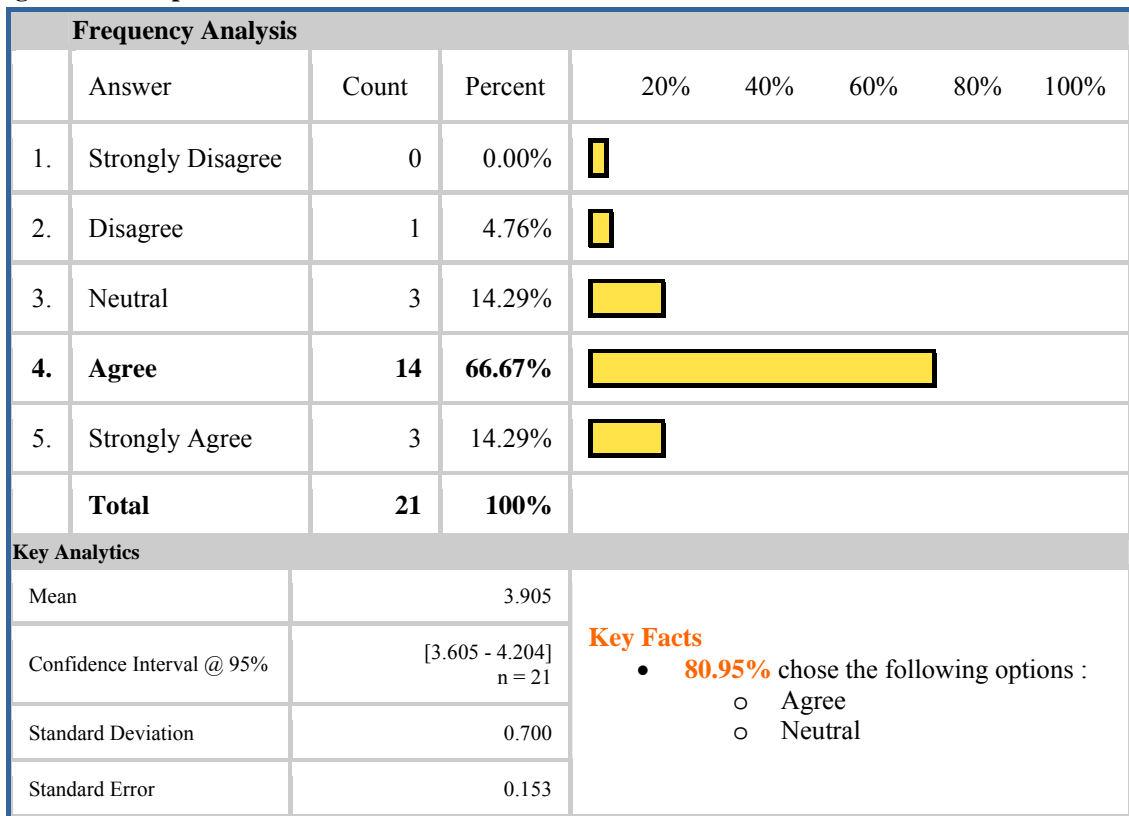 Frequency Analysis
Answer Count Percent 20% 40% 60% 80% 100%
1. Strongly Disagree 0 0.00%
2. Disagree 1 4.76%
3. Neutral 3 14.29%
4. Agree 14 66.67%
5. Strongly Agree 3 14.29%
Total 21 100%
Key Analytics
Mean 3.905
Confidence Interval @ 95% [3.605 - 4.204]
n = 21
Standard Deviation 0.700
Standard Error 0.153
Key Facts
• 80.95% chose the following options :
o Agree
o Neutral